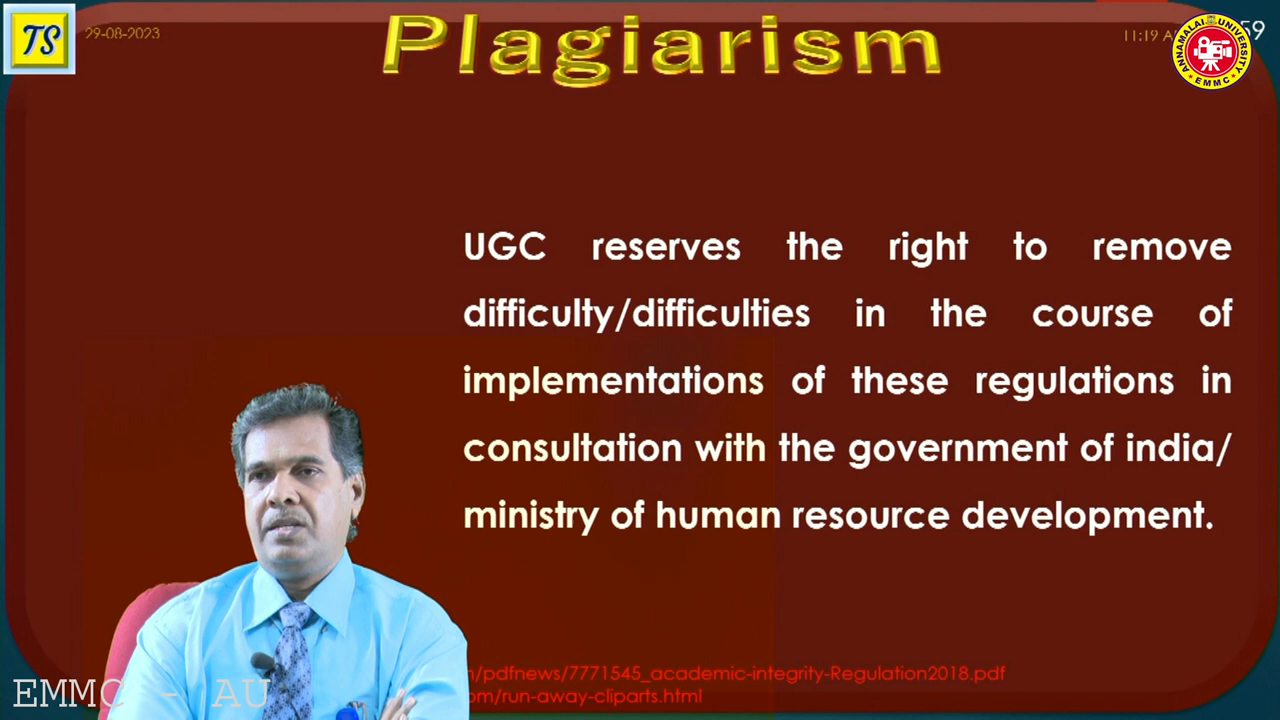 TS
29-08-2023
Plagiarism
11:19 A
59
ANNAMALAI UNIVERSITY
EMMC
UGC reserves the right to remove
difficulty/difficulties in the course of
implementations of these regulations in
consultation with the government of india/
ministry of human resource development.
/pdfnews/7771545_academic-integrity-Regulation2018.pdf
om/run-away-cliparts.html
EMMC - AU